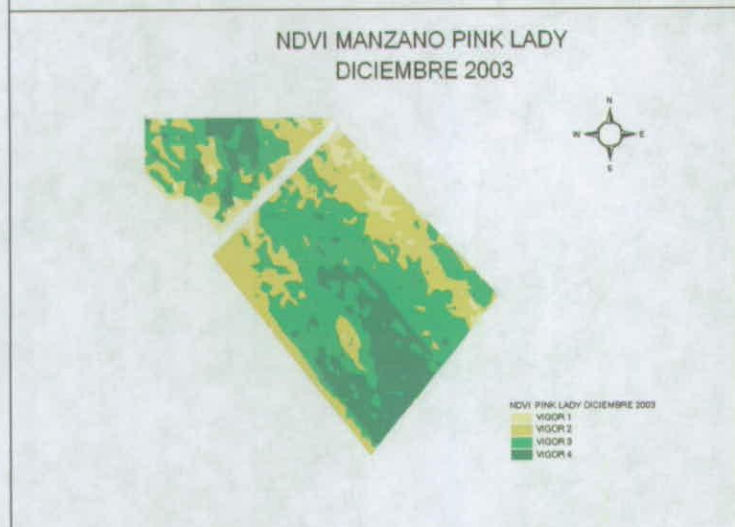 NDVI MANZANO PINK LADY
DICIEMBRE 2003
N
W E
S
NDVI PINK LADY DICIEMBRE 2003
VIGOR 1
VIGOR 2
VIGOR 3
VIGOR 4